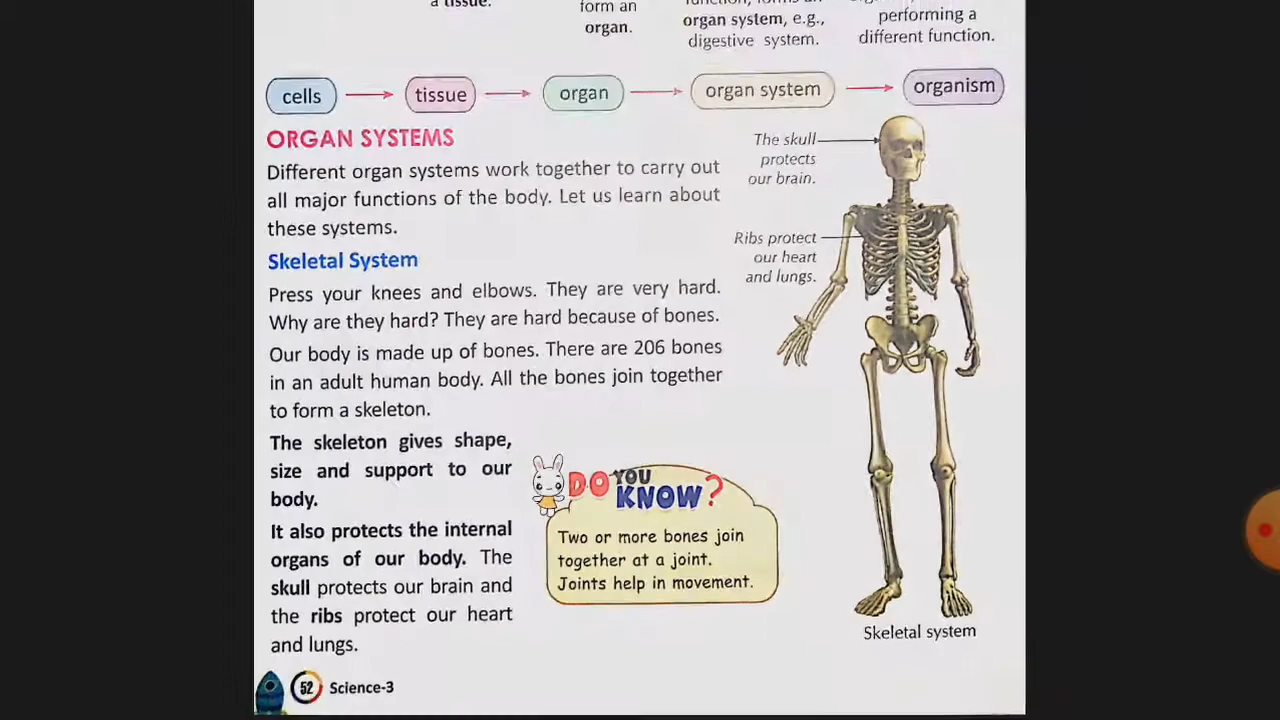 a tissue.
form an
organ.
organ system, e.g.,
digestive system.
performing a
different function.
cells
tissue
organ
organ system
organism
ORGAN SYSTEMS
Different organ systems work together to carry out
all major functions of the body. Let us learn about
these systems.
Skeletal System
Press your knees and elbows. They are very hard.
Why are they hard? They are hard because of bones.
Our body is made up of bones. There are 206 bones
in an adult human body. All the bones join together
to form a skeleton.
The skeleton gives shape,
size and support to our
body.
It also protects the internal
organs of our body. The
skull protects our brain and
the ribs protect our heart
and lungs.
DO YOU
KNOW?
Two or more bones join
together at a joint.
Joints help in movement.
The skull
protects
our brain.
Ribs protect
our heart
and lungs.
Skeletal system
52 Science-3